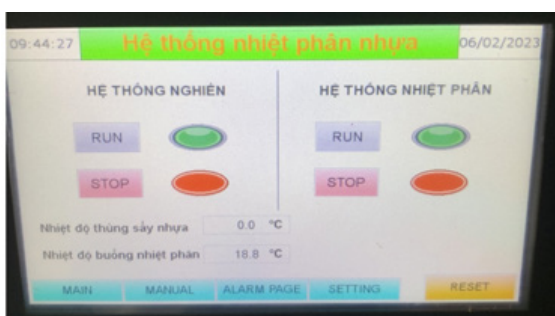 09:44:27 Hệ thống nhiệt phân nhựa 06/02/2023
HỆ THỐNG NGHIỀN HỆ THỐNG NHIỆT PHÂN
RUN RUN
STOP STOP
Nhiệt độ thùng sấy nhựa 0.0 °C
Nhiệt độ buồng nhiệt phân 18.8 °C
MAIN MANUAL ALARM PAGE SETTING RESET